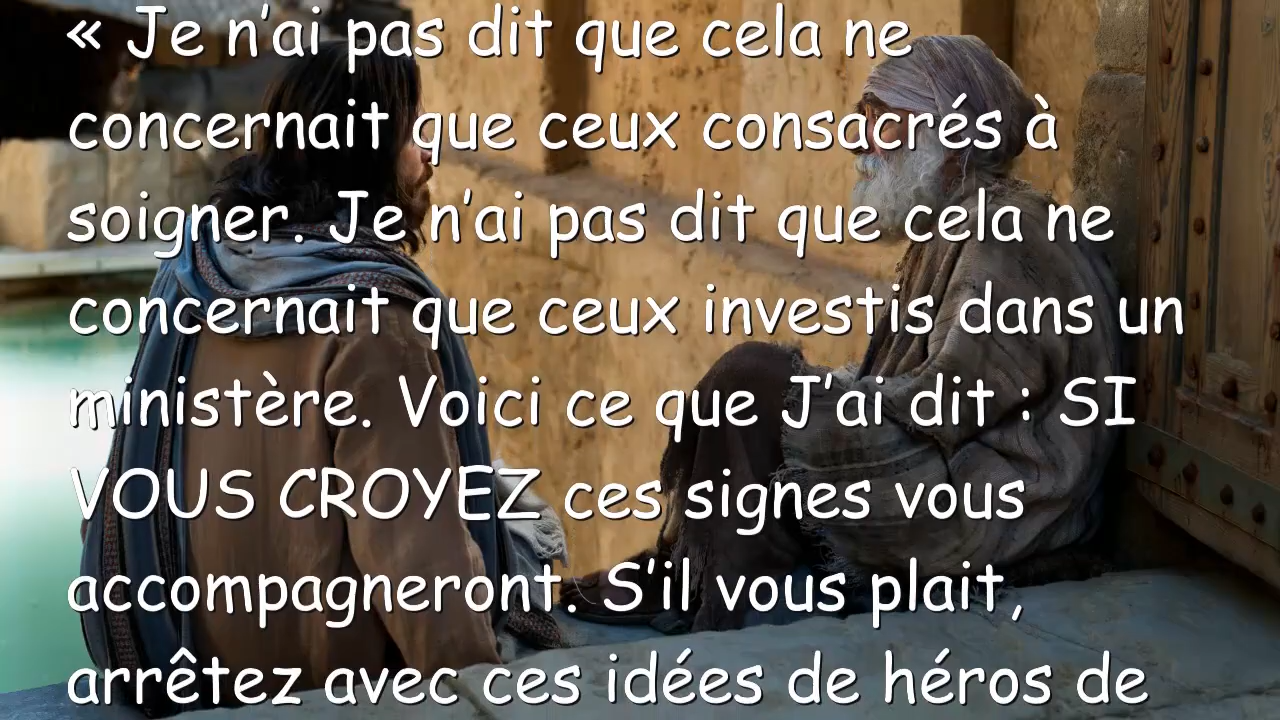 « Je n’ai pas dit que cela ne
concernait que ceux consacrés à
soigner. Je n’ai pas dit que cela ne
concernait que ceux investis dans un
ministère. Voici ce que J’ai dit : SI
VOUS CROYEZ ces signes vous
accompagneront. S’il vous plait,
arrêtez avec ces idées de héros de